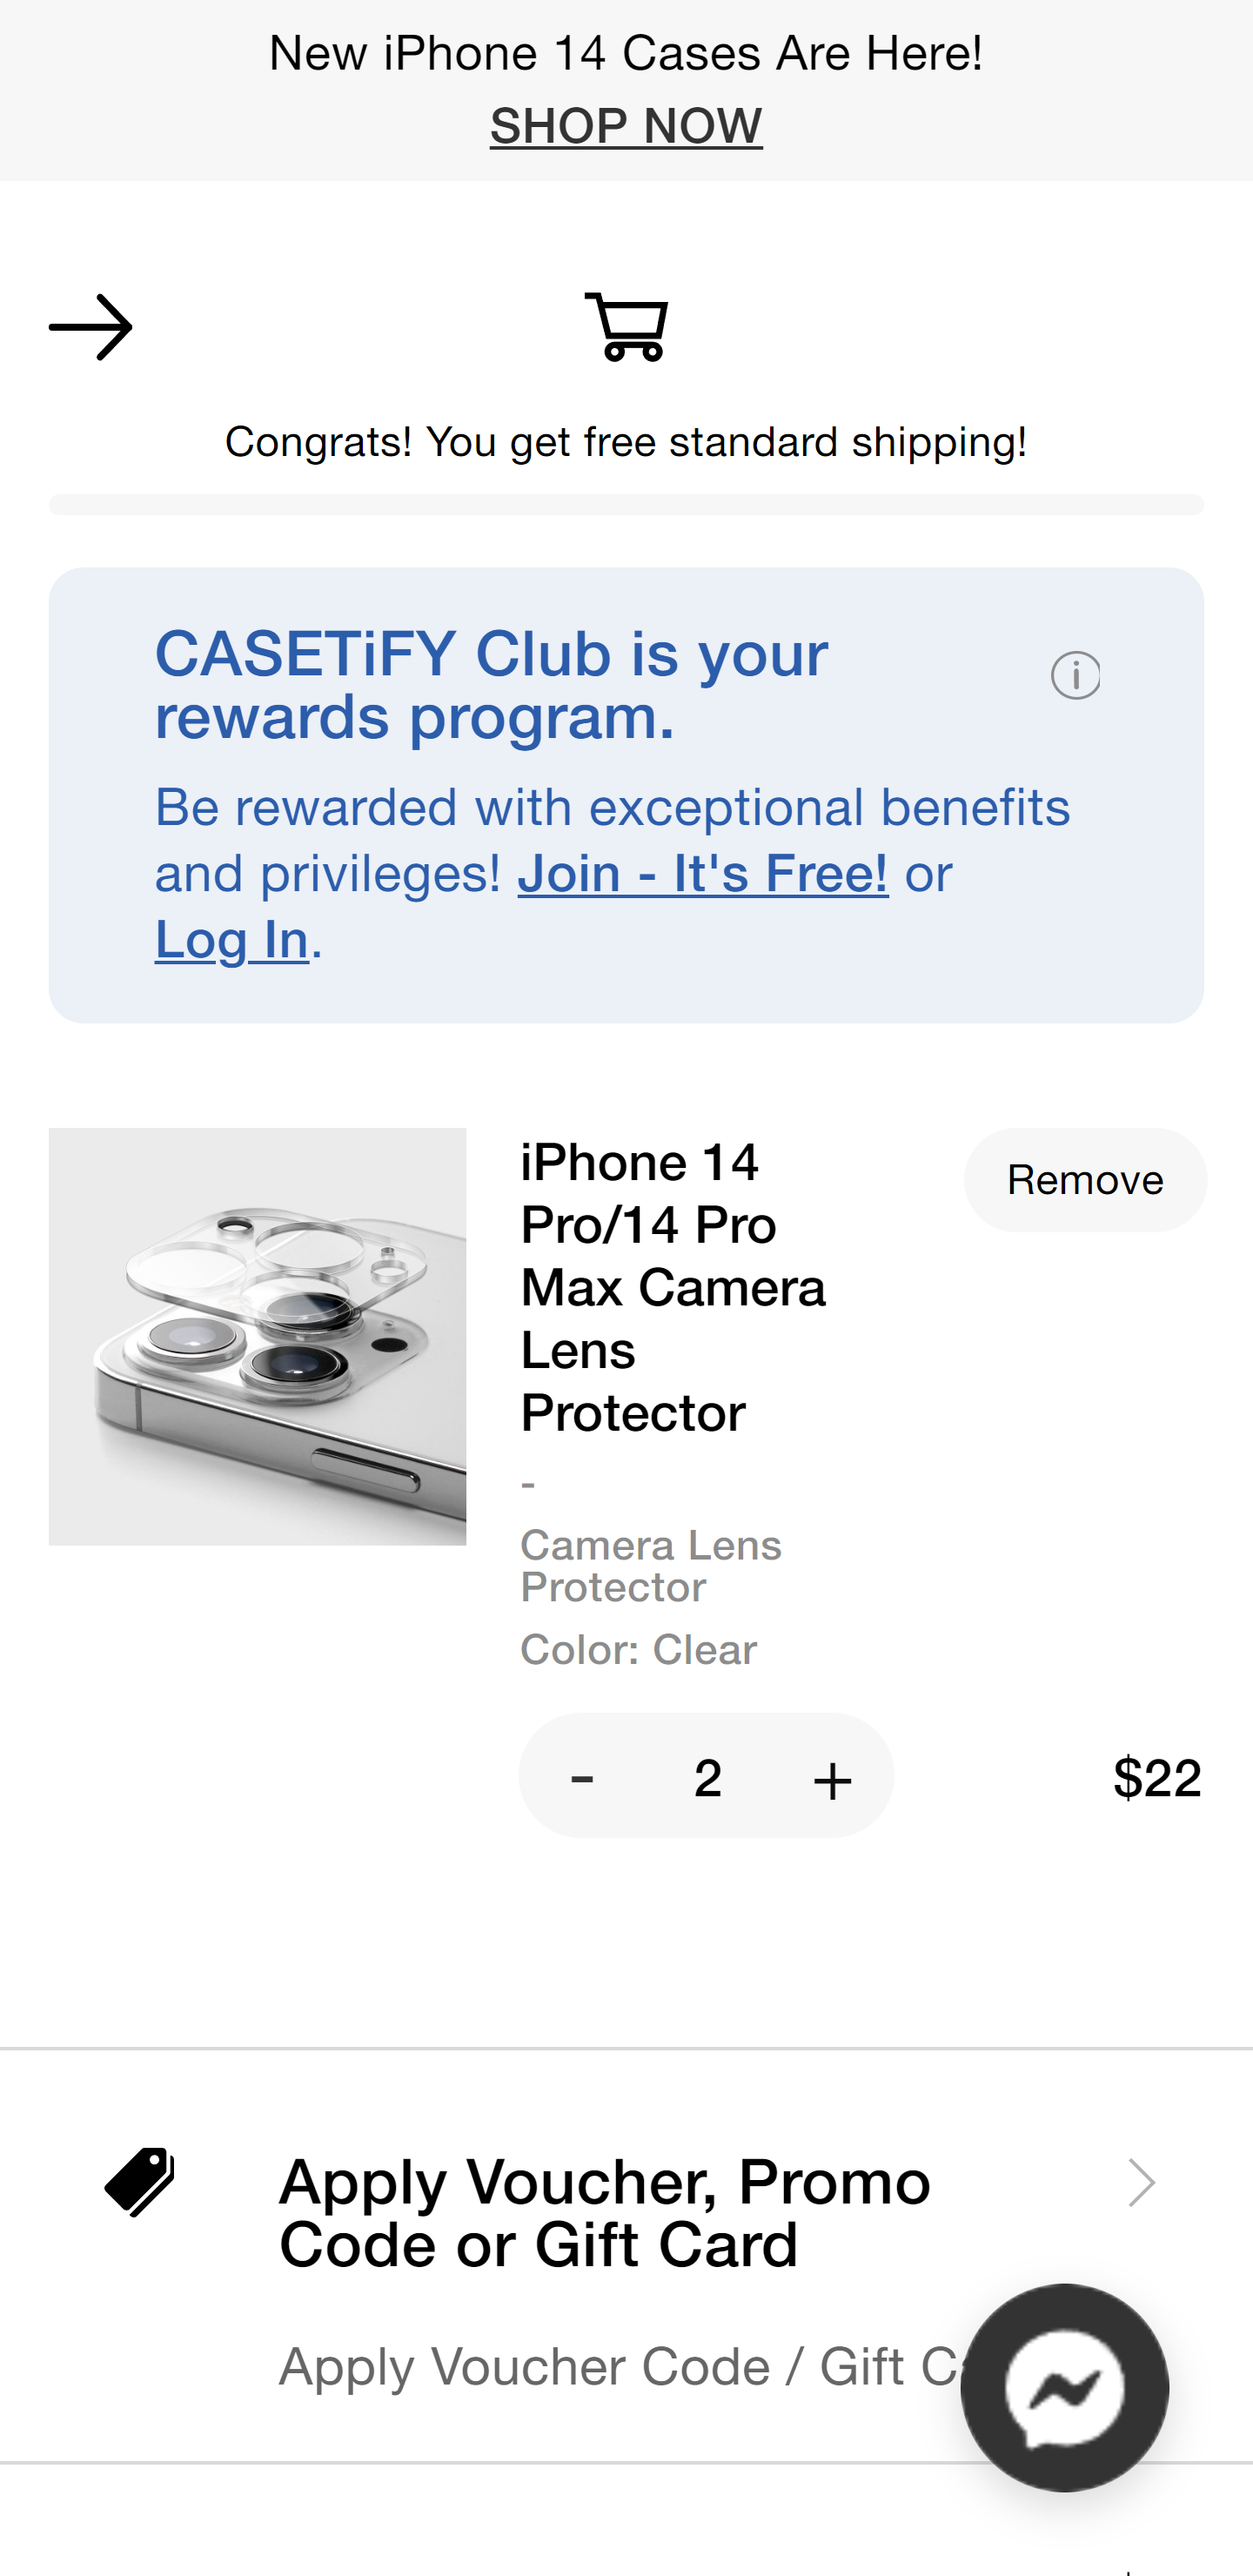 New iPhone 14 Cases Are Here!
SHOP NOW
Congrats! You get free standard shipping!
CASETiFY Club is your
rewards program.
Be rewarded with exceptional benefits
and privileges! Join - It's Free! or
Log In.
iPhone 14
Pro/14 Pro
Max Camera
Lens
Protector
Remove
-
Camera Lens
Protector
Color: Clear
- 2 +
$22
Apply Voucher, Promo
Code or Gift Card
Apply Voucher Code / Gift